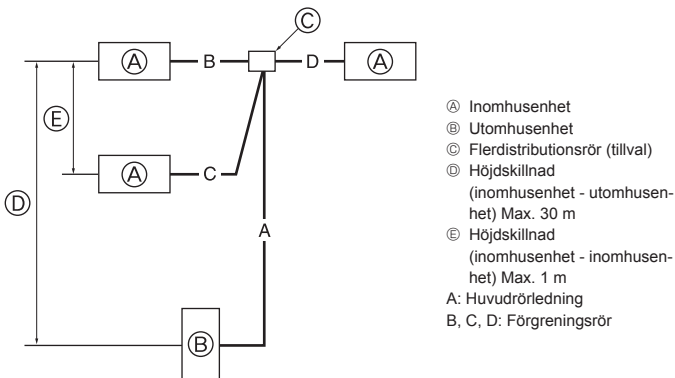 Ⓒ
Ⓐ B D Ⓐ
Ⓔ
Ⓐ C
Ⓓ
A
Ⓑ
Ⓐ Inomhusenhet
Ⓑ Utomhusenhet
Ⓒ Flerdistributionsrör (tillval)
Ⓓ Höjdskillnad
(inomhusenhet - utomhusen-
het) Max. 30 m
Ⓔ Höjdskillnad
(inomhusenhet - inomhusen-
het) Max. 1 m
A: Huvudrörledning
B, C, D: Förgreningsrör